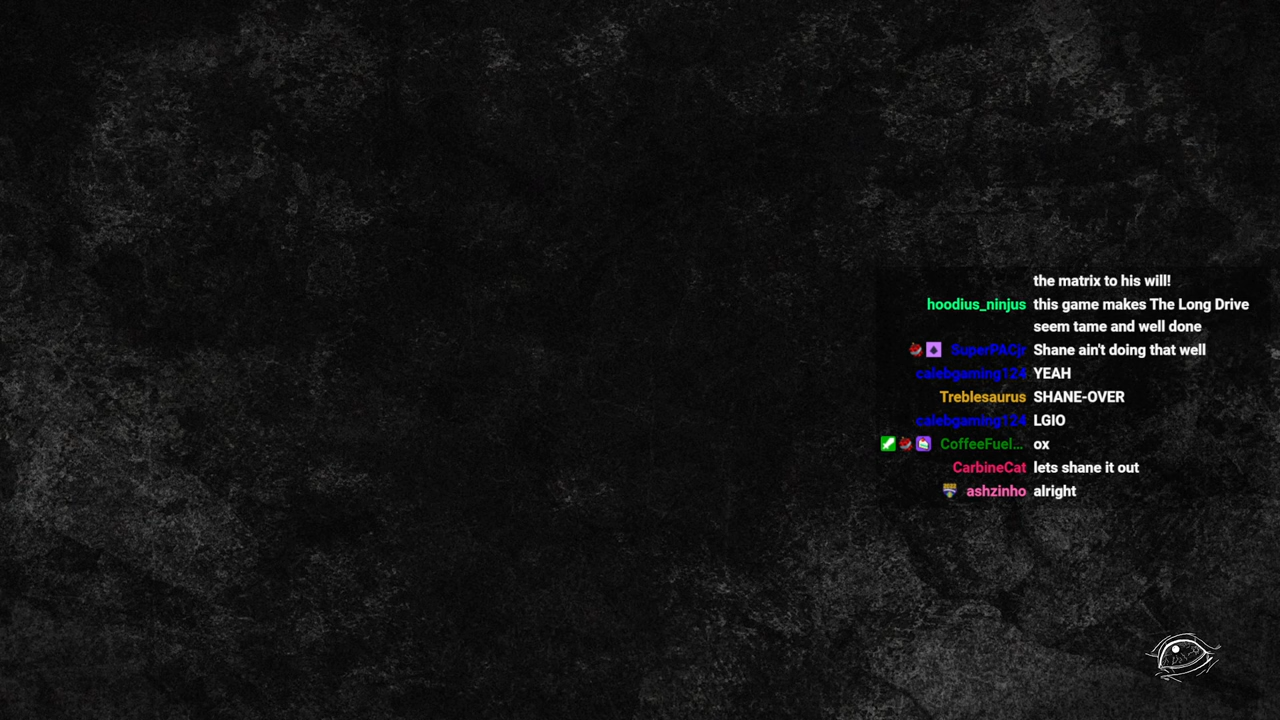 the matrix to his will!
hoodius_ninjus this game makes The Long Drive
seem tame and well done
SuperPACjr Shane ain't doing that well
calebgaming124 YEAH
Treblesaurus SHANE-OVER
calebgaming124 LGIO
CoffeeFuel... ox
CarbineCat lets shane it out
ashzinho alright